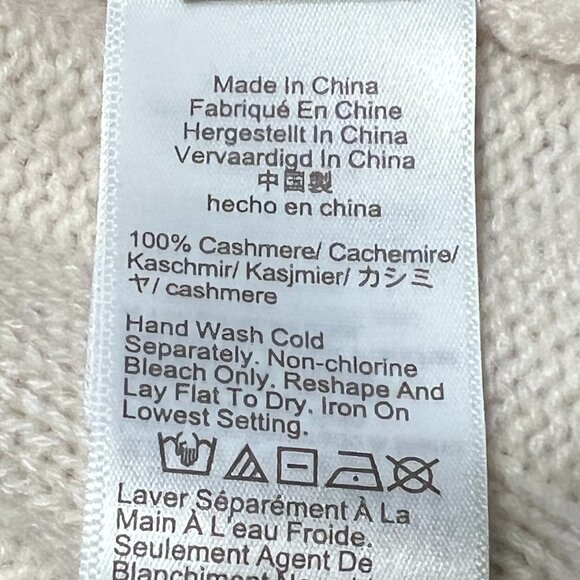 Made In China
Fabriqué En Chine
Hergestellt In China
Vervaardigd In China
中国製
hecho en china
100% Cashmere/ Cachemire/
Kaschmir/ Kasjmier/ カシミ
ヤ/ cashmere
Hand Wash Cold
Separately. Non-chlorine
Bleach Only. Reshape And
Lay Flat To Dry. Iron On
Lowest Setting.
Laver Séparément À La
Main À L'eau Froide.
Seulement Agent De
Blanchiment